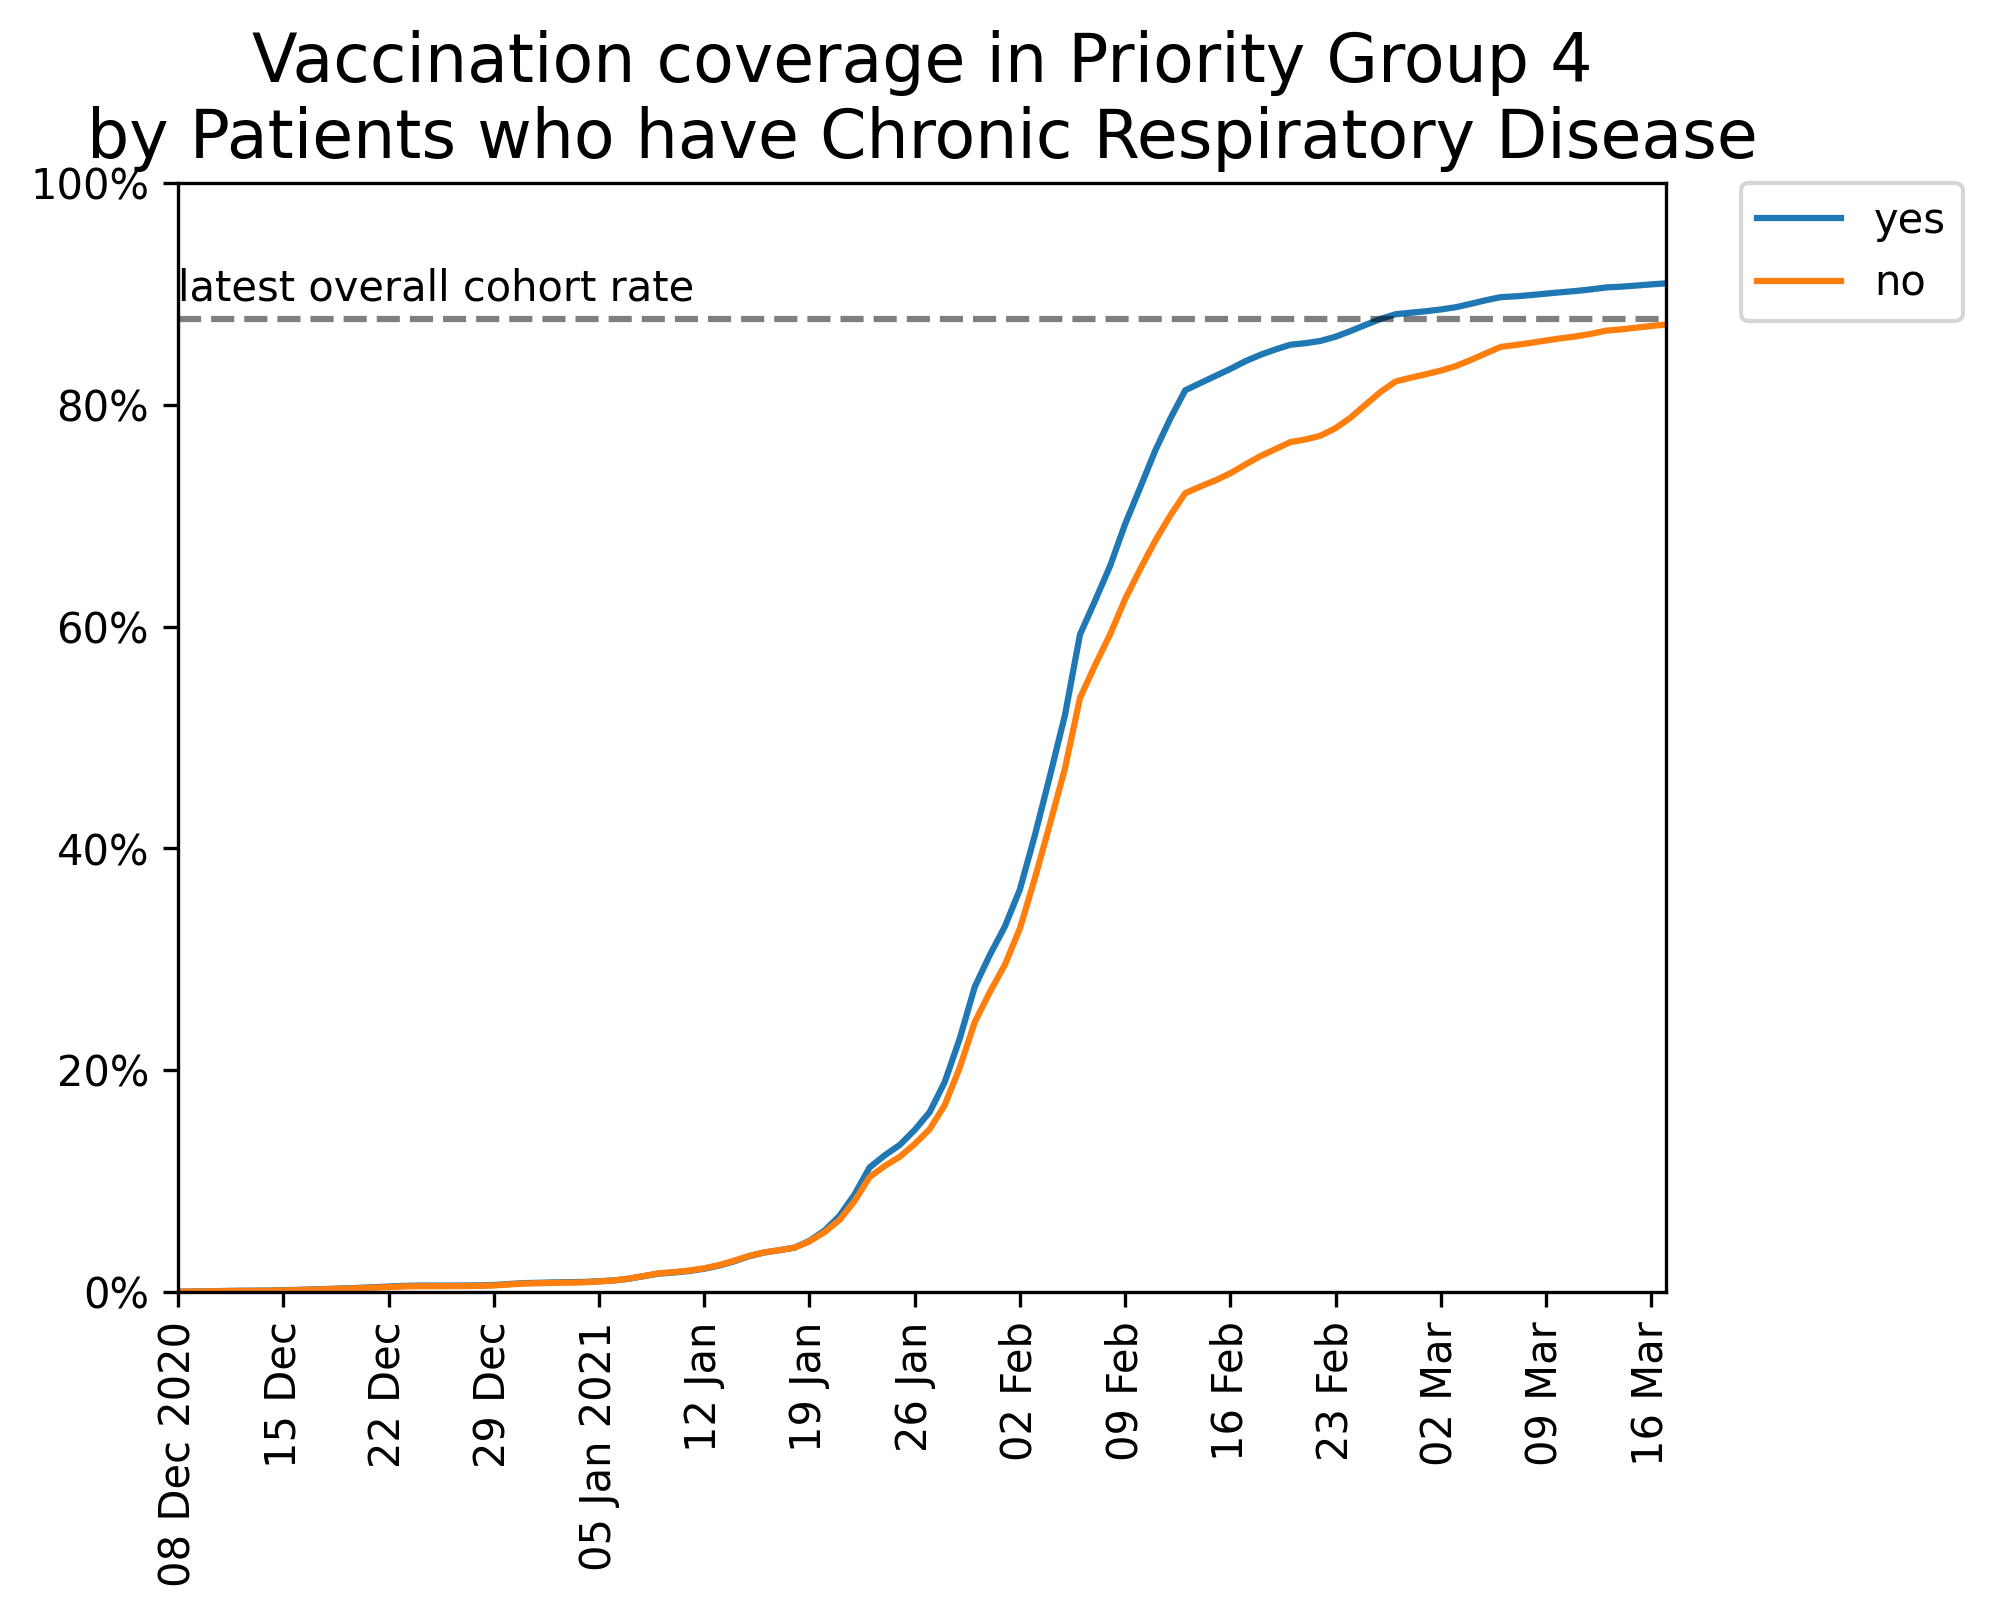 Vaccination coverage in Priority Group 4
by Patients who have Chronic Respiratory Disease
100%
80%
60%
40%
20%
0%
latest overall cohort rate
yes
no
08 Dec 2020
15 Dec
22 Dec
29 Dec
05 Jan 2021
12 Jan
19 Jan
26 Jan
02 Feb
09 Feb
16 Feb
23 Feb
02 Mar
09 Mar
16 Mar